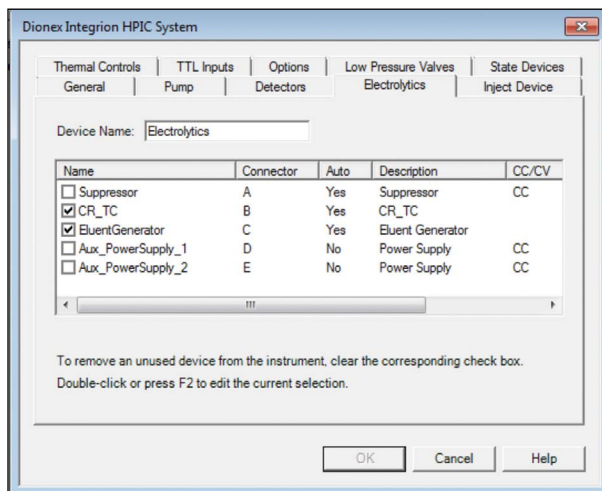 Dionex Integrion HPIC System
Thermal Controls TTL Inputs Options Low Pressure Valves State Devices
General Pump Detectors Electrolytics Inject Device
Device Name: Electrolytics
Name Connector Auto Description CC/CV
Suppressor A Yes Suppressor CC
CR_TC B Yes CR_TC
EluentGenerator C Yes Eluent Generator
Aux_PowerSupply_1 D No Power Supply CC
Aux_PowerSupply_2 E No Power Supply CC
To remove an unused device from the instrument, clear the corresponding check box.
Double-click or press F2 to edit the current selection.
OK Cancel Help